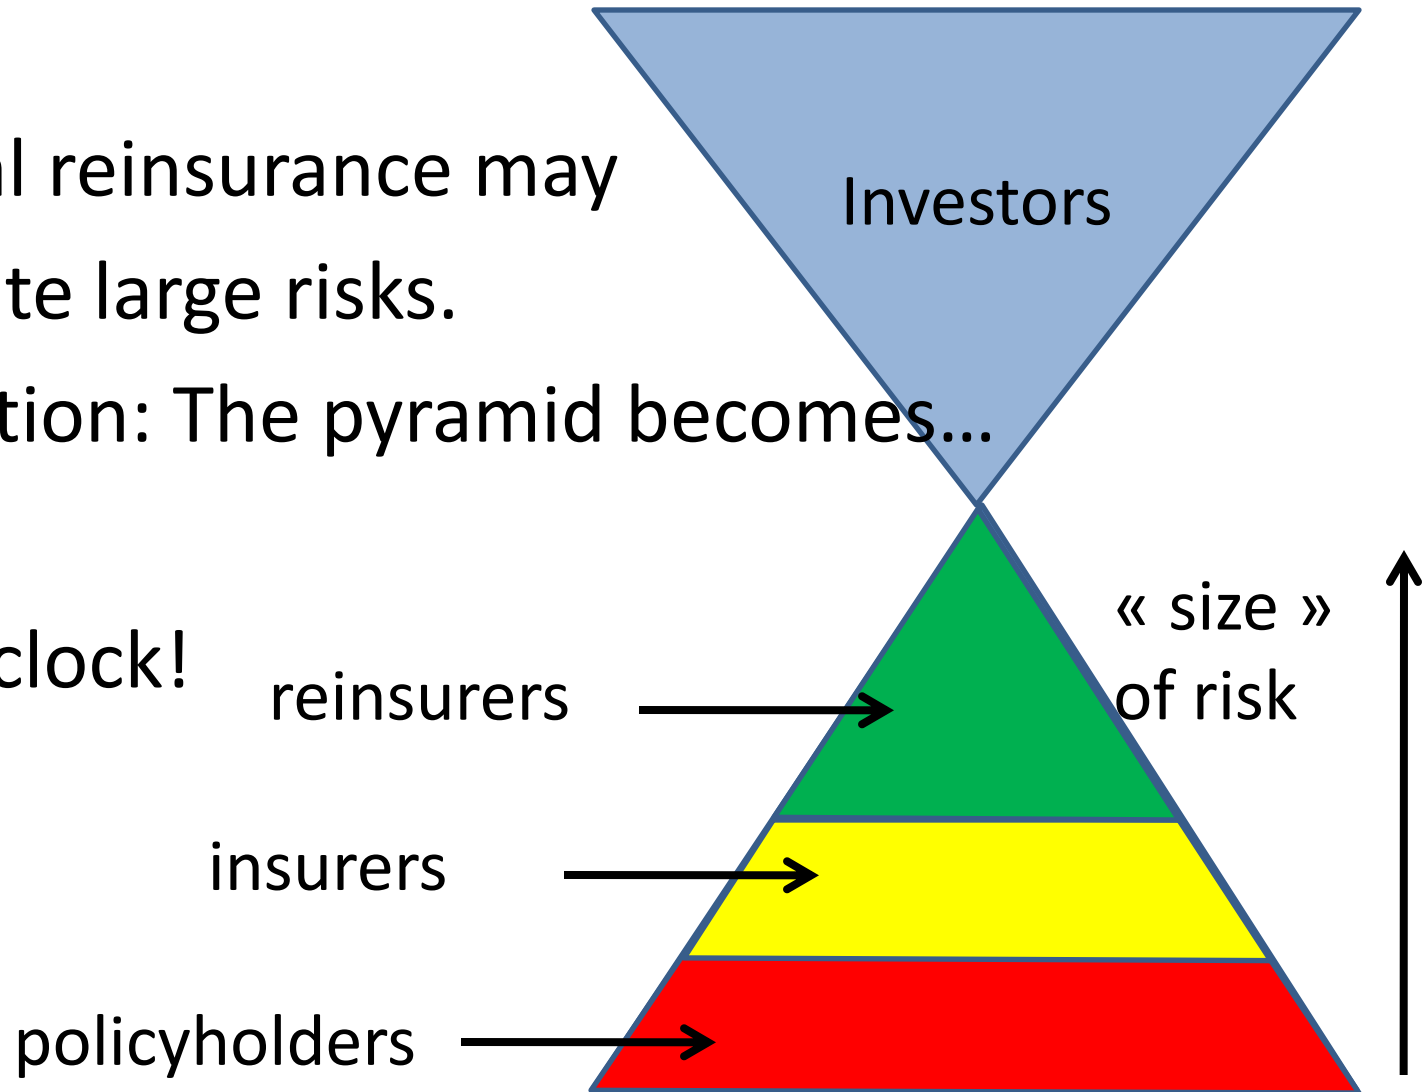 l reinsurance may
te large risks.
tion: The pyramid becomes…
clock!
Investors
« size »
of risk
reinsurers
insurers
policyholders